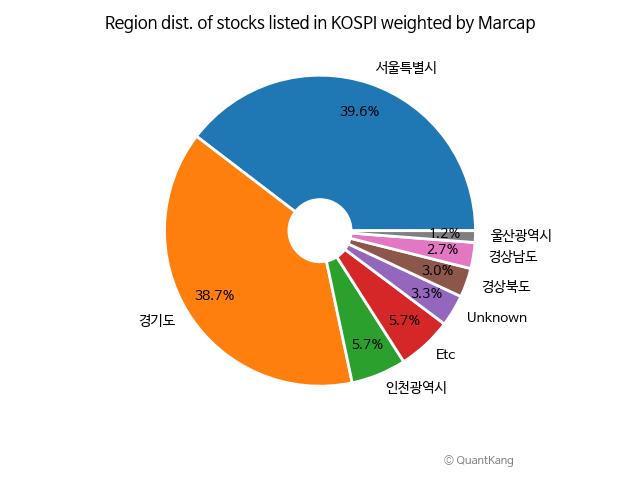 Region dist. of stocks listed in KOSPI weighted by Marcap
서울특별시
39.6%
경기도
38.7%
인천광역시
5.7%
Etc
5.7%
Unknown
3.3%
경상북도
3.0%
경상남도
2.7%
울산광역시
1.2%
© QuantKang